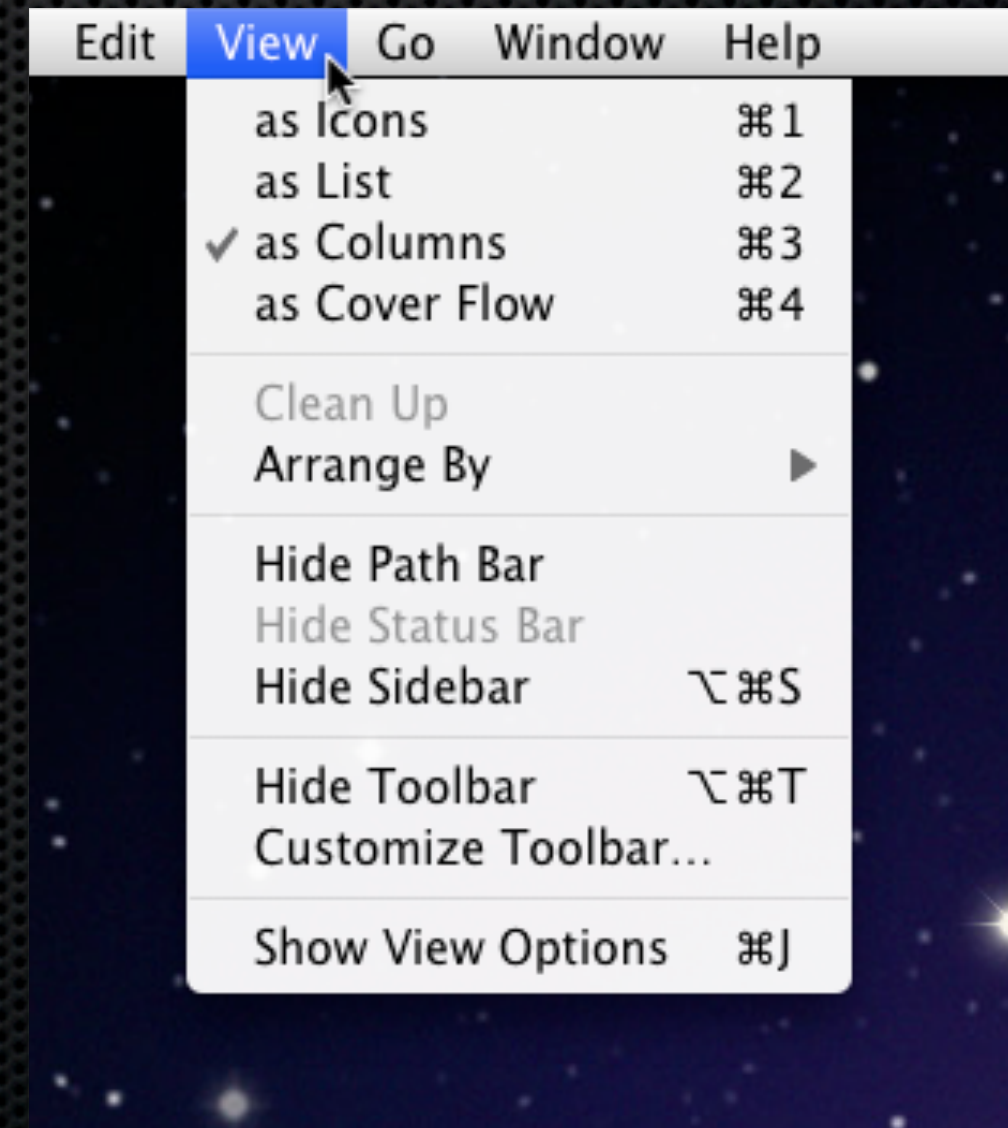 Edit View Go Window Help
as Icons ⌘1
as List ⌘2
✓ as Columns ⌘3
as Cover Flow ⌘4
Clean Up
Arrange By ▶
Hide Path Bar
Hide Status Bar
Hide Sidebar ⌥⌘S
Hide Toolbar ⌥⌘T
Customize Toolbar...
Show View Options ⌘J